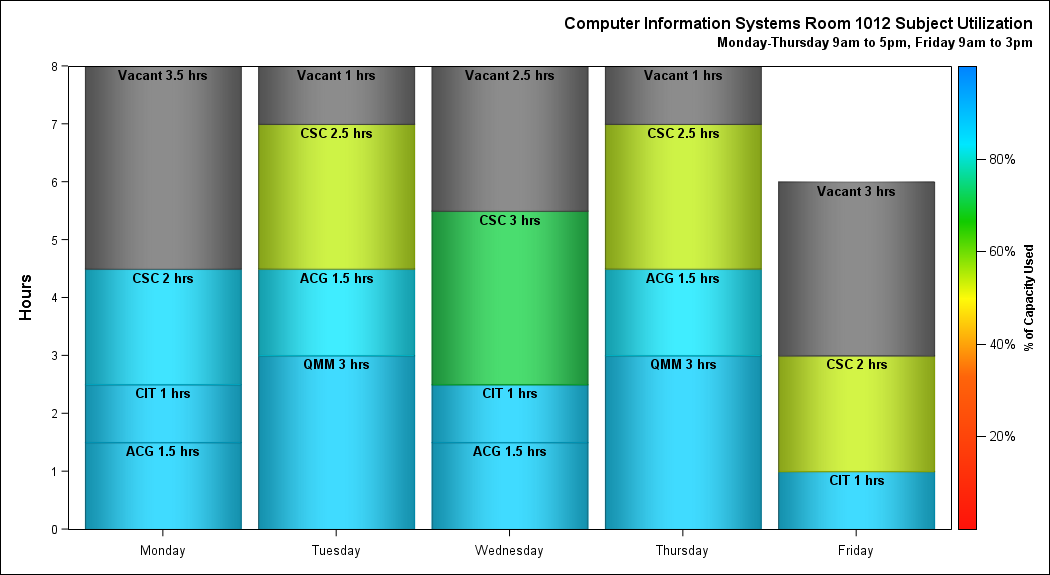 Computer Information Systems Room 1012 Subject Utilization
Monday-Thursday 9am to 5pm, Friday 9am to 3pm
Hours
8
7
6
5
4
3
2
1
0
Vacant 3.5 hrs
CSC 2 hrs
CIT 1 hrs
ACG 1.5 hrs
Vacant 1 hrs
CSC 2.5 hrs
ACG 1.5 hrs
QMM 3 hrs
Vacant 2.5 hrs
CSC 3 hrs
CIT 1 hrs
ACG 1.5 hrs
Vacant 1 hrs
CSC 2.5 hrs
ACG 1.5 hrs
QMM 3 hrs
Vacant 3 hrs
CSC 2 hrs
CIT 1 hrs
Monday
Tuesday
Wednesday
Thursday
Friday
80%
60%
40%
20%
% of Capacity Used